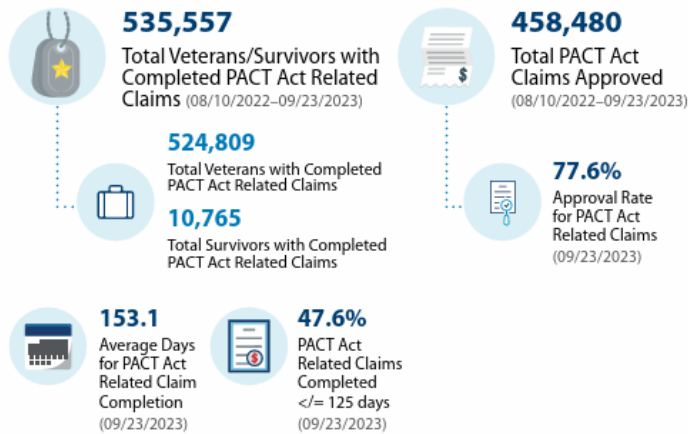 535,557
Total Veterans/Survivors with
Completed PACT Act Related
Claims (08/10/2022–09/23/2023)
524,809
Total Veterans with Completed
PACT Act Related Claims
10,765
Total Survivors with Completed
PACT Act Related Claims
458,480
Total PACT Act
Claims Approved
(08/10/2022–09/23/2023)
$
77.6%
Approval Rate
for PACT Act
Related Claims
(09/23/2023)
153.1
Average Days
for PACT Act
Related Claim
Completion
(09/23/2023)
$
47.6%
PACT Act
Related Claims
Completed
</= 125 days
(09/23/2023)